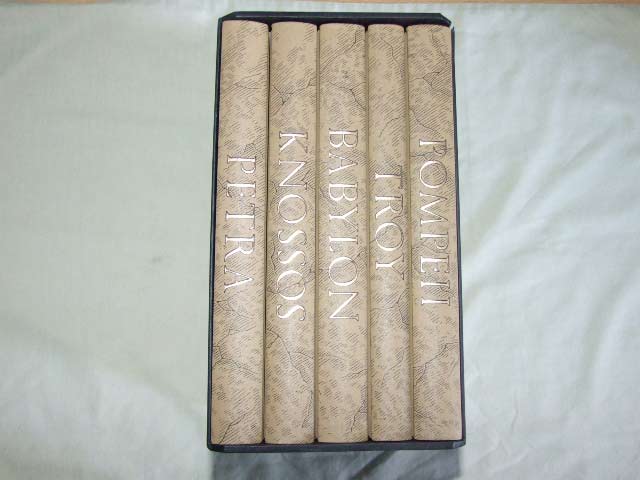 PETRA
KNOSSOS
BABYLON
TROY
POMPEII